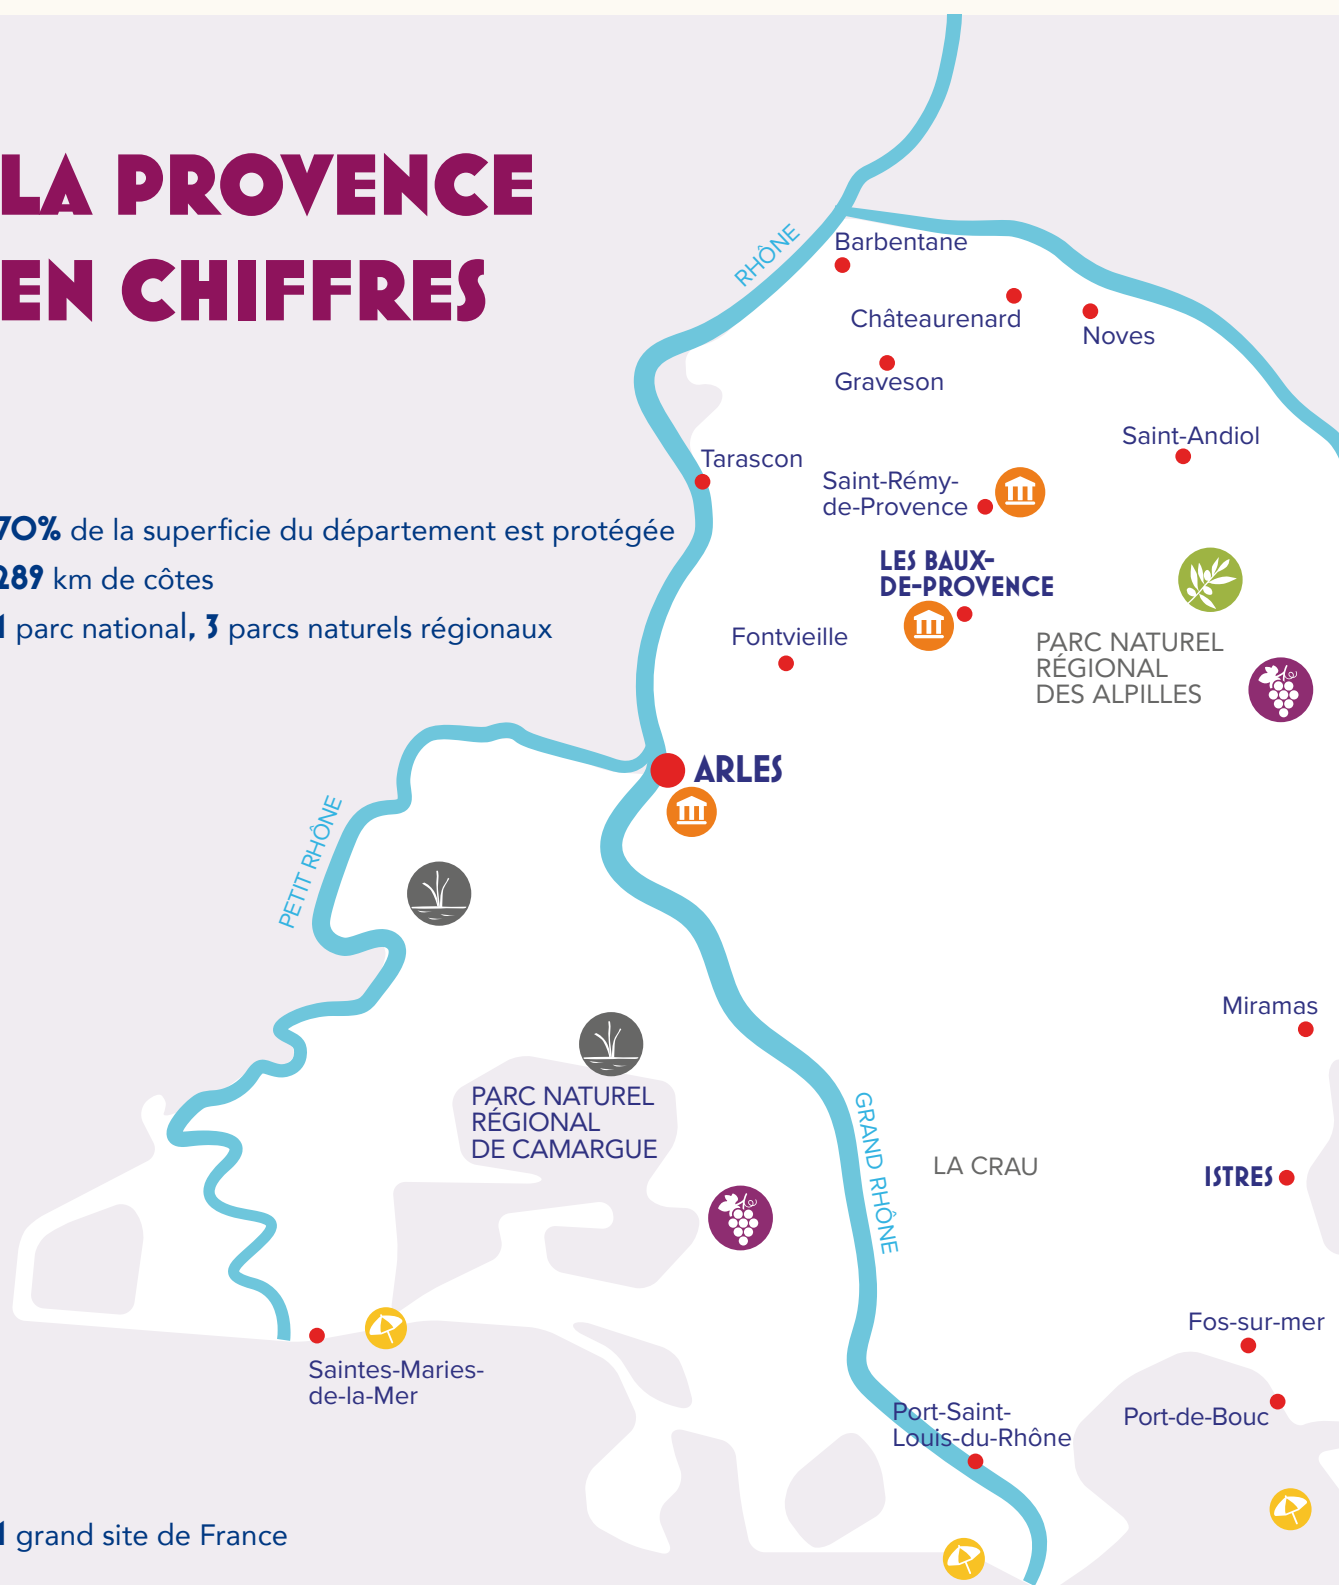 LA PROVENCE
EN CHIFFRES
70% de la superficie du département est protégée
289 km de côtes
1 parc national, 3 parcs naturels régionaux
RHÔNE
Barbentane
Châteaurenard
Noves
Graveson
Saint-Andiol
Tarascon
Saint-Rémy-
de-Provence
LES BAUX-
DE-PROVENCE
Fontvieille
PARC NATUREL
RÉGIONAL
DES ALPILLES
ARLES
PETIT RHÔNE
Miramas
PARC NATUREL
RÉGIONAL
DE CAMARGUE
GRAND RHÔNE
LA CRAU
ISTRES
Fos-sur-mer
Saintes-Maries-
de-la-Mer
Port-Saint-
Louis-du-Rhône
Port-de-Bouc
1 grand site de France